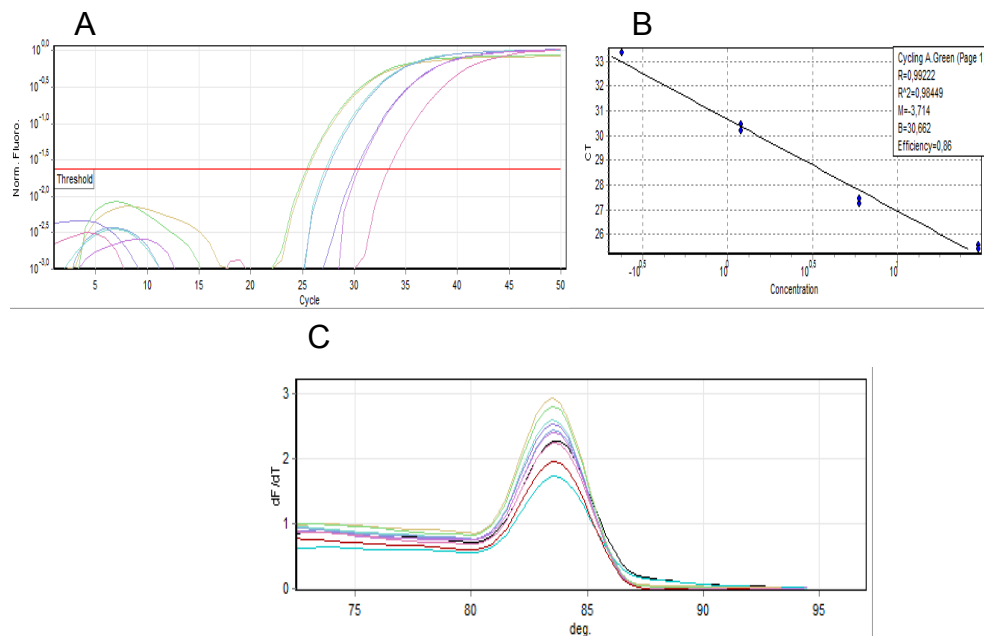 A
10^0,0
10^-0,5
10^-1,0
10^-1,5
10^-2,0
10^-2,5
10^-3,0
Norm. Fluoro.
Threshold
5 10 15 20 25 30 35 40 45 50
Cycle
B
33
32
31
30
29
28
27
26
CT
Cycling A.Green (Page 1
R=0,99222
R^2=0,98449
M=-3,714
B=30,662
Efficiency=0,86
-10^0,5 10^0 10^0,5 10^1
Concentration
C
3
2
1
0
dF/dT
75 80 85 90 95
deg.